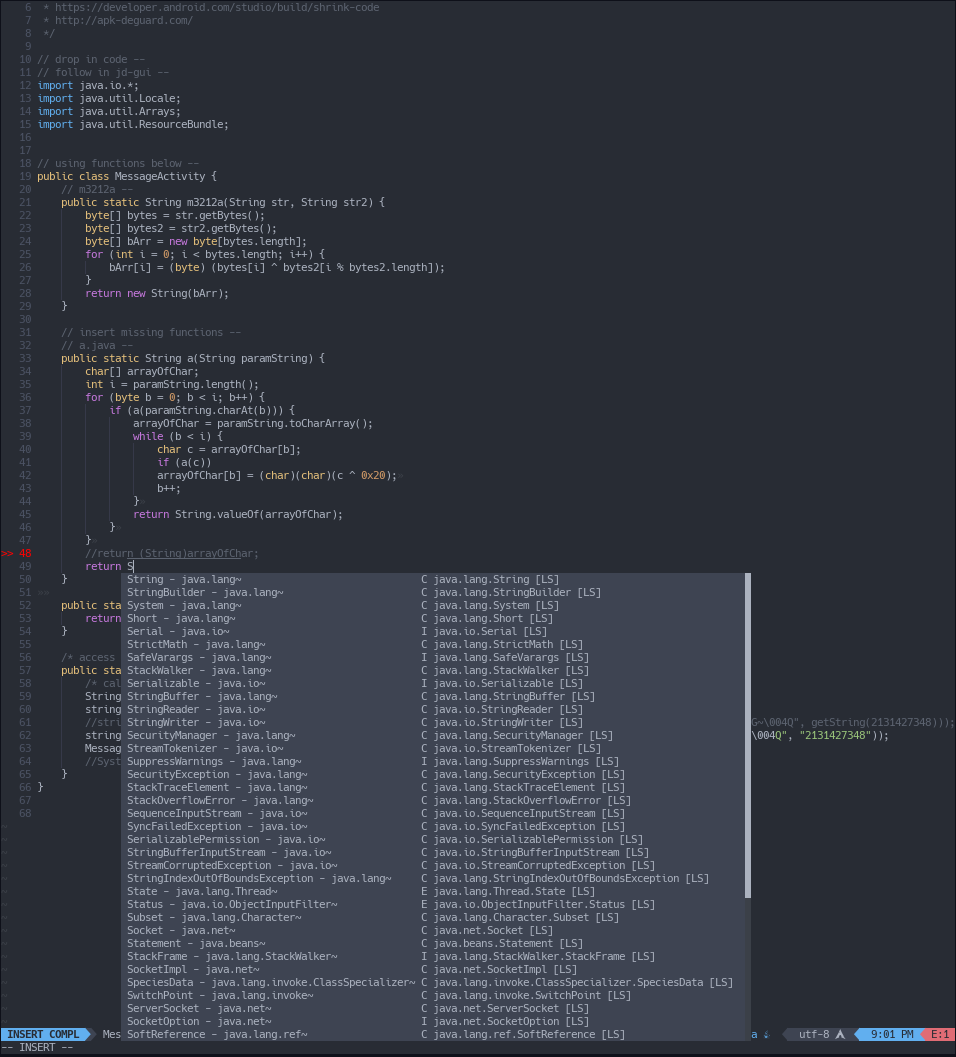 6 * https://developer.android.com/studio/build/shrink-code
7 * http://apk-deguard.com/
8 */
9
10 // drop in code --
11 // follow in jd-gui --
12 import java.io.*;
13 import java.util.Locale;
14 import java.util.Arrays;
15 import java.util.ResourceBundle;
16
17
18 // using functions below --
19 public class MessageActivity {
20 // m3212a --
21 public static String m3212a(String str, String str2) {
22 byte[] bytes = str.getBytes();
23 byte[] bytes2 = str2.getBytes();
24 byte[] bArr = new byte[bytes.length];
25 for (int i = 0; i < bytes.length; i++) {
26 bArr[i] = (byte) (bytes[i] ^ bytes2[i % bytes2.length]);
27 }
28 return new String(bArr);
29 }
30
31 // insert missing functions --
32 // a.java --
33 public static String a(String paramString) {
34 char[] arrayOfChar;
35 int i = paramString.length();
36 for (byte b = 0; b < i; b++) {
37 if (a(paramString.charAt(b))) {
38 arrayOfChar = paramString.toCharArray();
39 while (b < i) {
40 char c = arrayOfChar[b];
41 if (a(c))
42 arrayOfChar[b] = (char)(char)(c ^ 0x20);
43 b++;
44 }
45 return String.valueOf(arrayOfChar);
46 }
47 }
>> 48 //return (String)arrayOfChar;
49 return S
50 } String - java.lang~ C java.lang.String [LS]
51 StringBuilder - java.lang~ C java.lang.StringBuilder [LS]
52 public sta System - java.lang~ C java.lang.System [LS]
53 return Short - java.lang~ C java.lang.Short [LS]
54 } Serial - java.io~ I java.io.Serial [LS]
55 StrictMath - java.lang~ C java.lang.StrictMath [LS]
56 /* access SafeVarargs - java.lang~ I java.lang.SafeVarargs [LS]
57 public sta StackWalker - java.lang~ C java.lang.StackWalker [LS]
58 /* cal Serializable - java.io~ I java.io.Serializable [LS]
59 String StringBuffer - java.lang~ C java.lang.StringBuffer [LS]
60 string StringReader - java.io~ C java.io.StringReader [LS]
61 //stri StringWriter - java.io~ C java.io.StringWriter [LS] G~\004Q", getString(2131427348)));
62 string SecurityManager - java.lang~ C java.lang.SecurityManager [LS] \004Q", "2131427348"));
63 Messag StreamTokenizer - java.io~ C java.io.StreamTokenizer [LS]
64 //Syst SuppressWarnings - java.lang~ I java.lang.SuppressWarnings [LS]
65 } SecurityException - java.lang~ C java.lang.SecurityException [LS]
66 } StackTraceElement - java.lang~ C java.lang.StackTraceElement [LS]
67 StackOverflowError - java.lang~ C java.lang.StackOverflowError [LS]
68 SequenceInputStream - java.io~ C java.io.SequenceInputStream [LS]
~ SyncFailedException - java.io~ C java.io.SyncFailedException [LS]
~ SerializablePermission - java.io~ C java.io.SerializablePermission [LS]
~ StringBufferInputStream - java.io~ C java.io.StringBufferInputStream [LS]
~ StreamCorruptedException - java.io~ C java.io.StreamCorruptedException [LS]
~ StringIndexOutOfBoundsException - java.lang~ C java.lang.StringIndexOutOfBoundsException [LS]
~ State - java.lang.Thread~ E java.lang.Thread.State [LS]
~ Status - java.io.ObjectInputFilter~ E java.io.ObjectInputFilter.Status [LS]
~ Subset - java.lang.Character~ C java.lang.Character.Subset [LS]
~ Socket - java.net~ C java.net.Socket [LS]
~ Statement - java.beans~ C java.beans.Statement [LS]
~ StackFrame - java.lang.StackWalker~ I java.lang.StackWalker.StackFrame [LS]
~ SocketImpl - java.net~ C java.net.SocketImpl [LS]
~ SpeciesData - java.lang.invoke.ClassSpecializer~ C java.lang.invoke.ClassSpecializer.SpeciesData [LS]
~ SwitchPoint - java.lang.invoke~ C java.lang.invoke.SwitchPoint [LS]
~ ServerSocket - java.net~ C java.net.ServerSocket [LS]
~ SocketOption - java.net~ I java.net.SocketOption [LS]
INSERT COMPL Mes SoftReference - java.lang.ref~ C java.lang.ref.SoftReference [LS] a utf-8 9:01 PM E:1
-- INSERT --